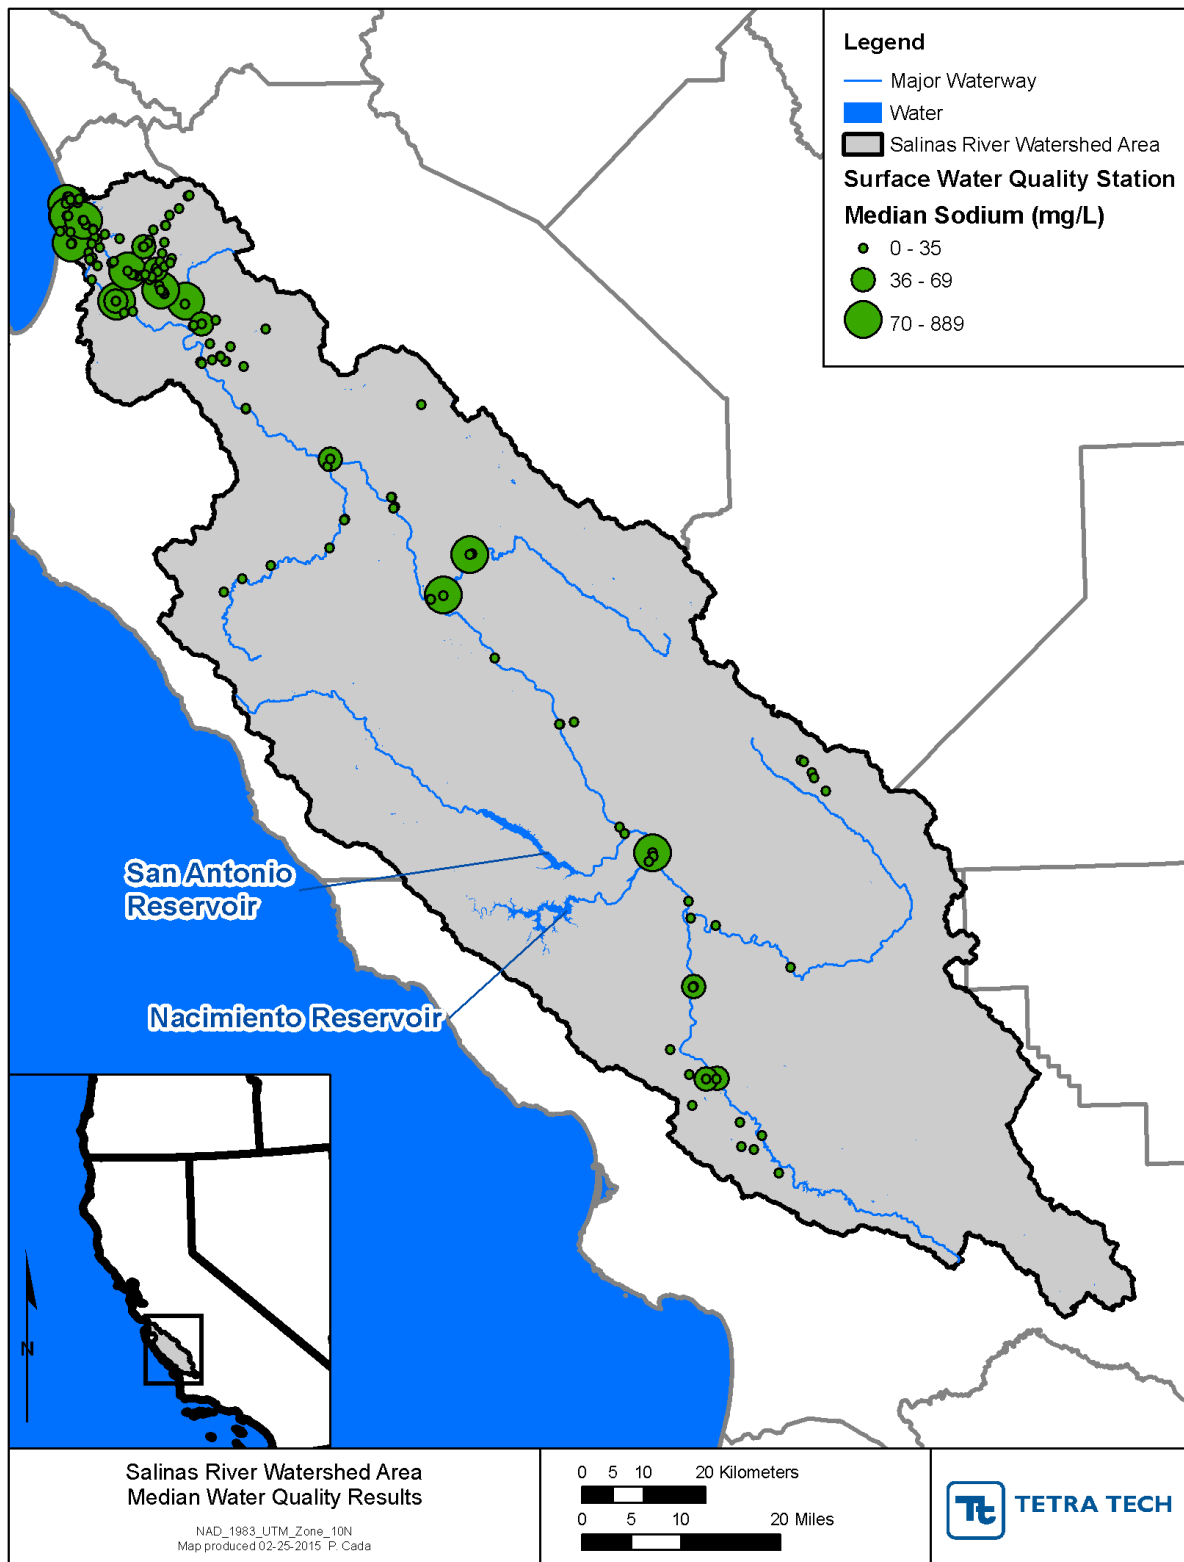 Legend
Major Waterway
Water
Salinas River Watershed Area
Surface Water Quality Station
Median Sodium (mg/L)
0 - 35
36 - 69
70 - 889
San Antonio
Reservoir
Nacimiento Reservoir
N
Salinas River Watershed Area
Median Water Quality Results
NAD_1983_UTM_Zone_10N
Map produced 02-25-2015 P. Cada
0 5 10 20 Kilometers
0 5 10 20 Miles
Tt TETRA TECH